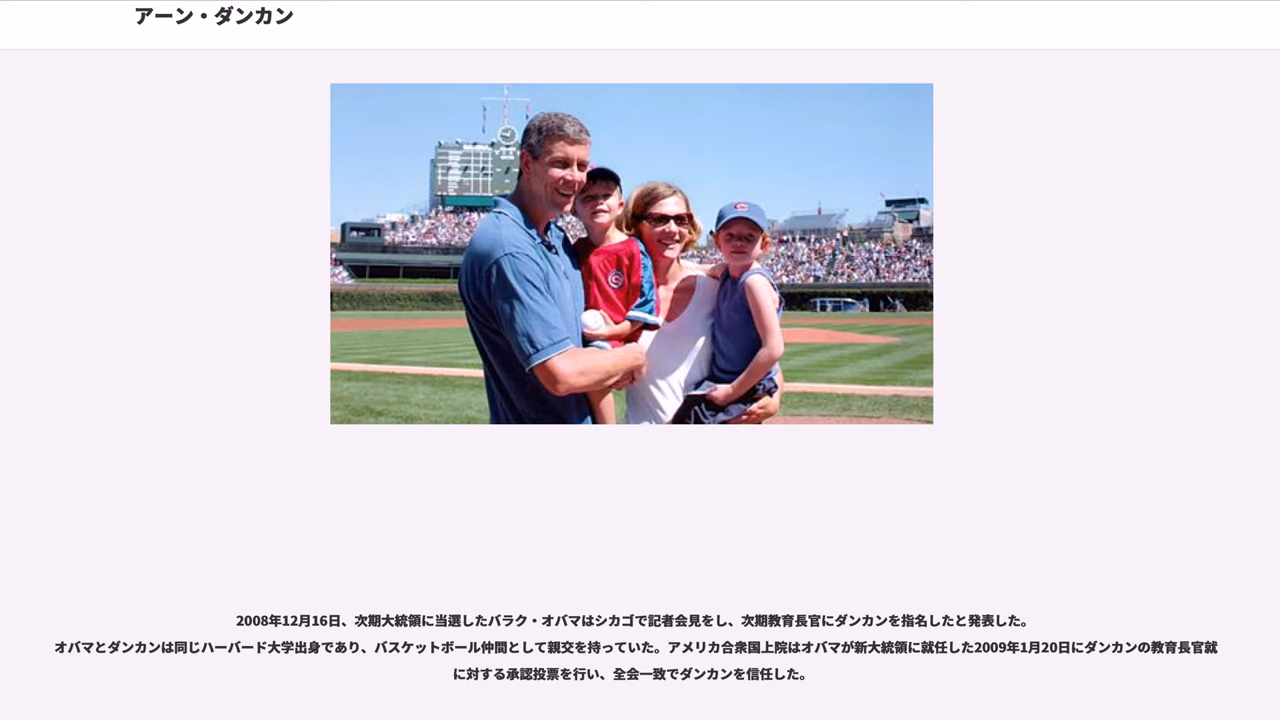 アーン・ダンカン
2008年12月16日、次期大統領に当選したバラク・オバマはシカゴで記者会見をし、次期教育長官にダンカンを指名したと発表した。
オバマとダンカンは同じハーバード大学出身であり、バスケットボール仲間として親交を持っていた。アメリカ合衆国上院はオバマが新大統領に就任した2009年1月20日にダンカンの教育長官就
に対する承認投票を行い、全会一致でダンカンを信任した。